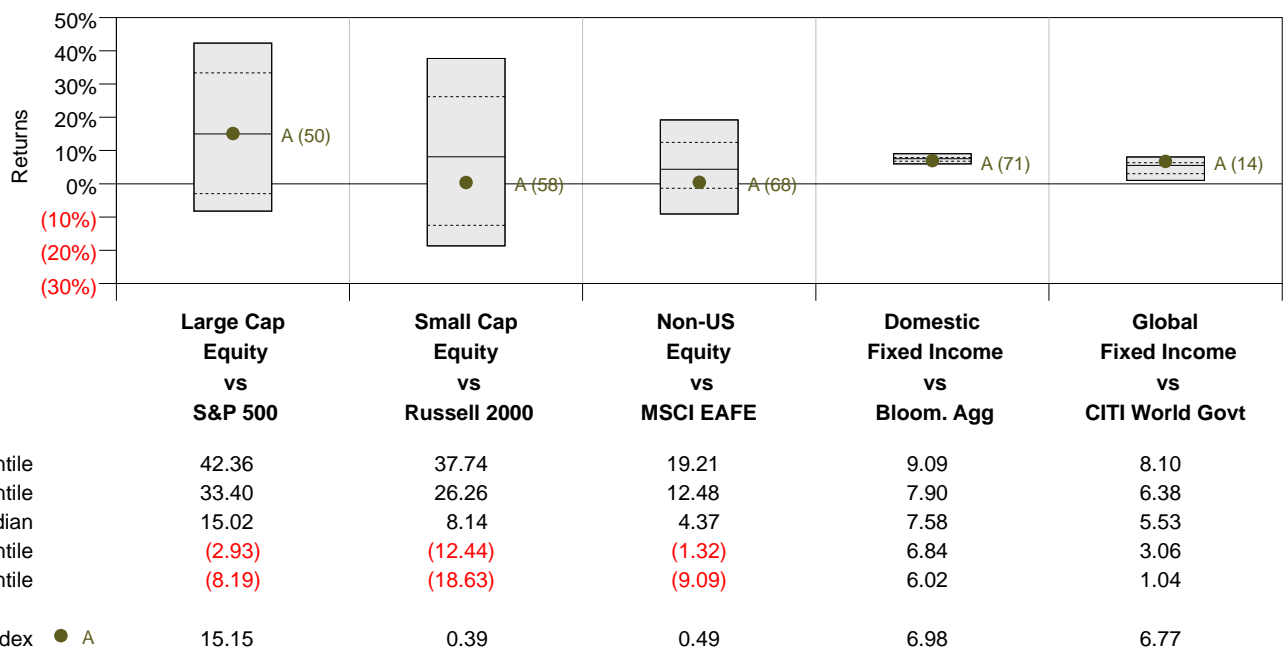 50%
40%
30%
20%
10%
0%
(10%)
(20%)
(30%)
Returns
A (50)
A (58)
A (68)
A (71)
A (14)
Large Cap Equity vs S&P 500
Small Cap Equity vs Russell 2000
Non-US Equity vs MSCI EAFE
Domestic Fixed Income vs Bloom. Agg
Global Fixed Income vs CITI World Govt
ntile 42.36 37.74 19.21 9.09 8.10
ntile 33.40 26.26 12.48 7.90 6.38
dian 15.02 8.14 4.37 7.58 5.53
ntile (2.93) (12.44) (1.32) 6.84 3.06
ntile (8.19) (18.63) (9.09) 6.02 1.04
dex A 15.15 0.39 0.49 6.98 6.77